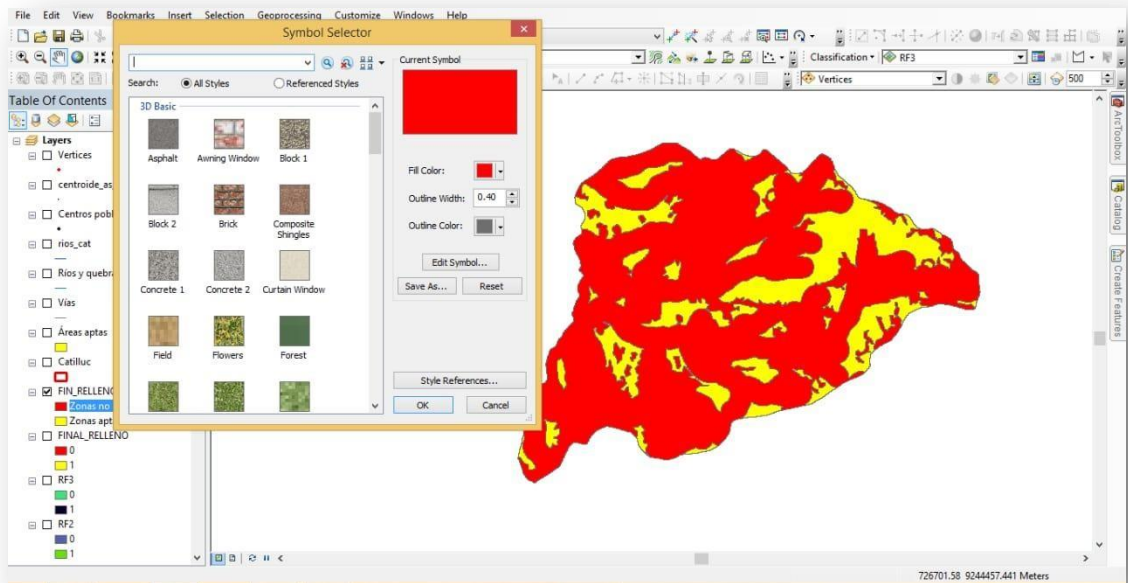 File Edit View Bookmarks Insert Selection Geoprocessing Customize Windows Help
Symbol Selector
Search: All Styles Referenced Styles
3D Basic
Asphalt Awning Window Block 1
Block 2 Brick Composite Shingles
Concrete 1 Concrete 2 Curtain Window
Field Flowers Forest
Current Symbol
Fill Color:
Outline Width: 0.40
Outline Color:
Edit Symbol...
Save As... Reset
Style References...
OK Cancel
Classification RF3
Vertices 500
Table Of Contents
Layers
Vertices
centroide_as
Centros pobl
rios_cat
Ríos y quebra
Vías
Áreas aptas
Catilluc
FIN_RELLENO
Zonas no
Zonas apt
FINAL_RELLENO
0
1
RF3
0
1
RF2
0
1
ArcToolbox
Catalog
Create Features
726701.58 9244457.441 Meters